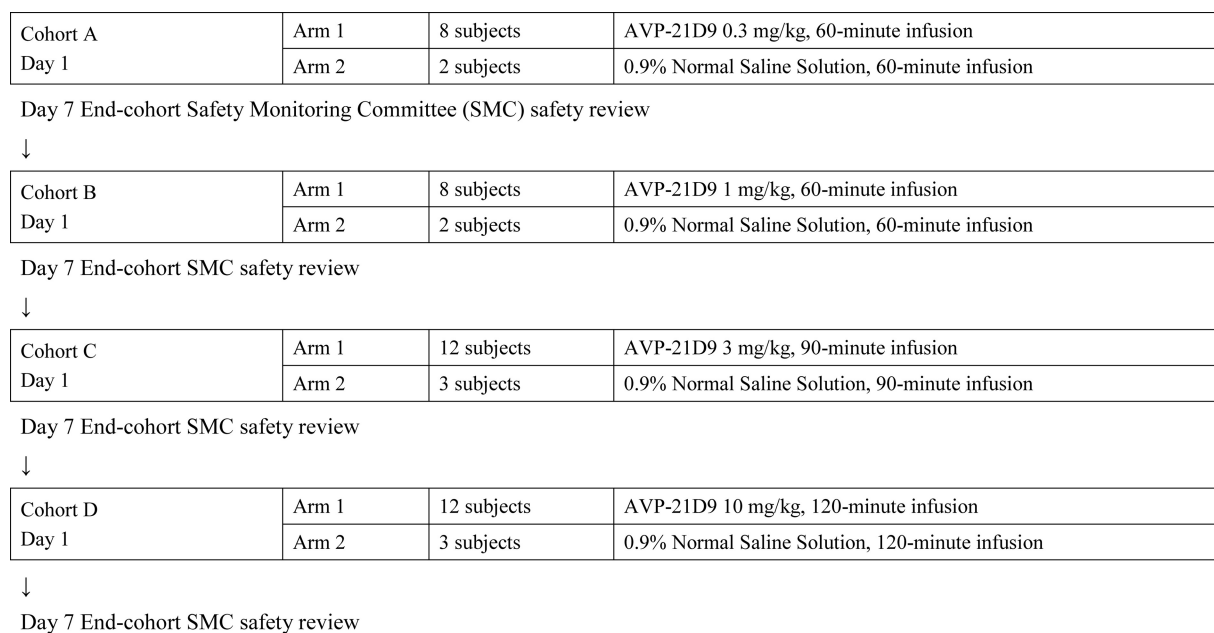 Cohort A
Day 1
Arm 1 8 subjects AVP-21D9 0.3 mg/kg, 60-minute infusion
Arm 2 2 subjects 0.9% Normal Saline Solution, 60-minute infusion
Day 7 End-cohort Safety Monitoring Committee (SMC) safety review
↓
Cohort B
Day 1
Arm 1 8 subjects AVP-21D9 1 mg/kg, 60-minute infusion
Arm 2 2 subjects 0.9% Normal Saline Solution, 60-minute infusion
Day 7 End-cohort SMC safety review
↓
Cohort C
Day 1
Arm 1 12 subjects AVP-21D9 3 mg/kg, 90-minute infusion
Arm 2 3 subjects 0.9% Normal Saline Solution, 90-minute infusion
Day 7 End-cohort SMC safety review
↓
Cohort D
Day 1
Arm 1 12 subjects AVP-21D9 10 mg/kg, 120-minute infusion
Arm 2 3 subjects 0.9% Normal Saline Solution, 120-minute infusion
↓
Day 7 End-cohort SMC safety review